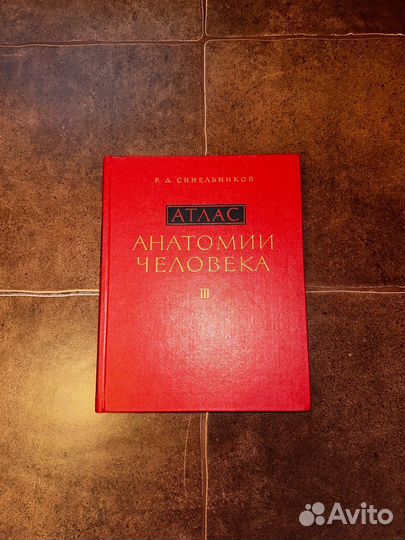 Р. Д. СИНЕЛЬНИКОВ
АТЛАС
АНАТОМИИ
ЧЕЛОВЕКА
III
Avito